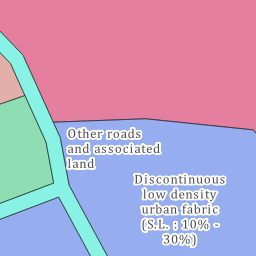 Other roads
and associated
land
Discontinuous
low density
urban fabric
(S.L. : 10% -
30%)